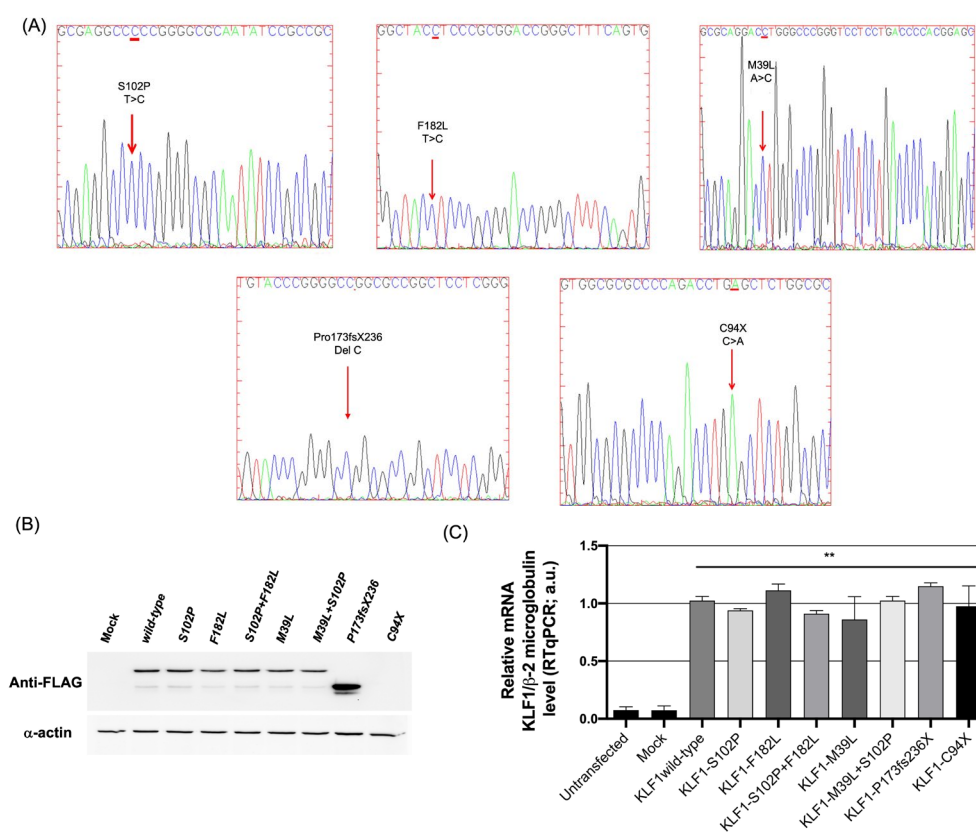 (A)
GCGAGGCCCCCGGGGCGCAATATCCGCCGC
S102P
T>C
GGCTACCTCCCGCGGACCGGGCTTTCAGTG
F182L
T>C
GCGCAGGACCTGGGCCCGGGTCCTCCTGACCCCACGGAGC
M39L
A>C
TGTACCCGGGGCCGGCGCCGGCTCCTCGGG
Pro173fsX236
Del C
GTGGCGCGCCCCAGACCTGAGCTCTGGCGC
C94X
C>A
(B)
Mock
wild-type
S102P
F182L
S102P+F182L
M39L
M39L+S102P
P173fsX236
C94X
Anti-FLAG
α-actin
(C)
Relative mRNA
KLF1/β-2 microglobulin
level (RTqPCR; a.u.)
1.5
1.0
0.5
0.0
**
Untransfected
Mock
KLF1wild-type
KLF1-S102P
KLF1-F182L
KLF1-S102P+F182L
KLF1-M39L
KLF1-M39L+S102P
KLF1-P173fs236X
KLF1-C94X